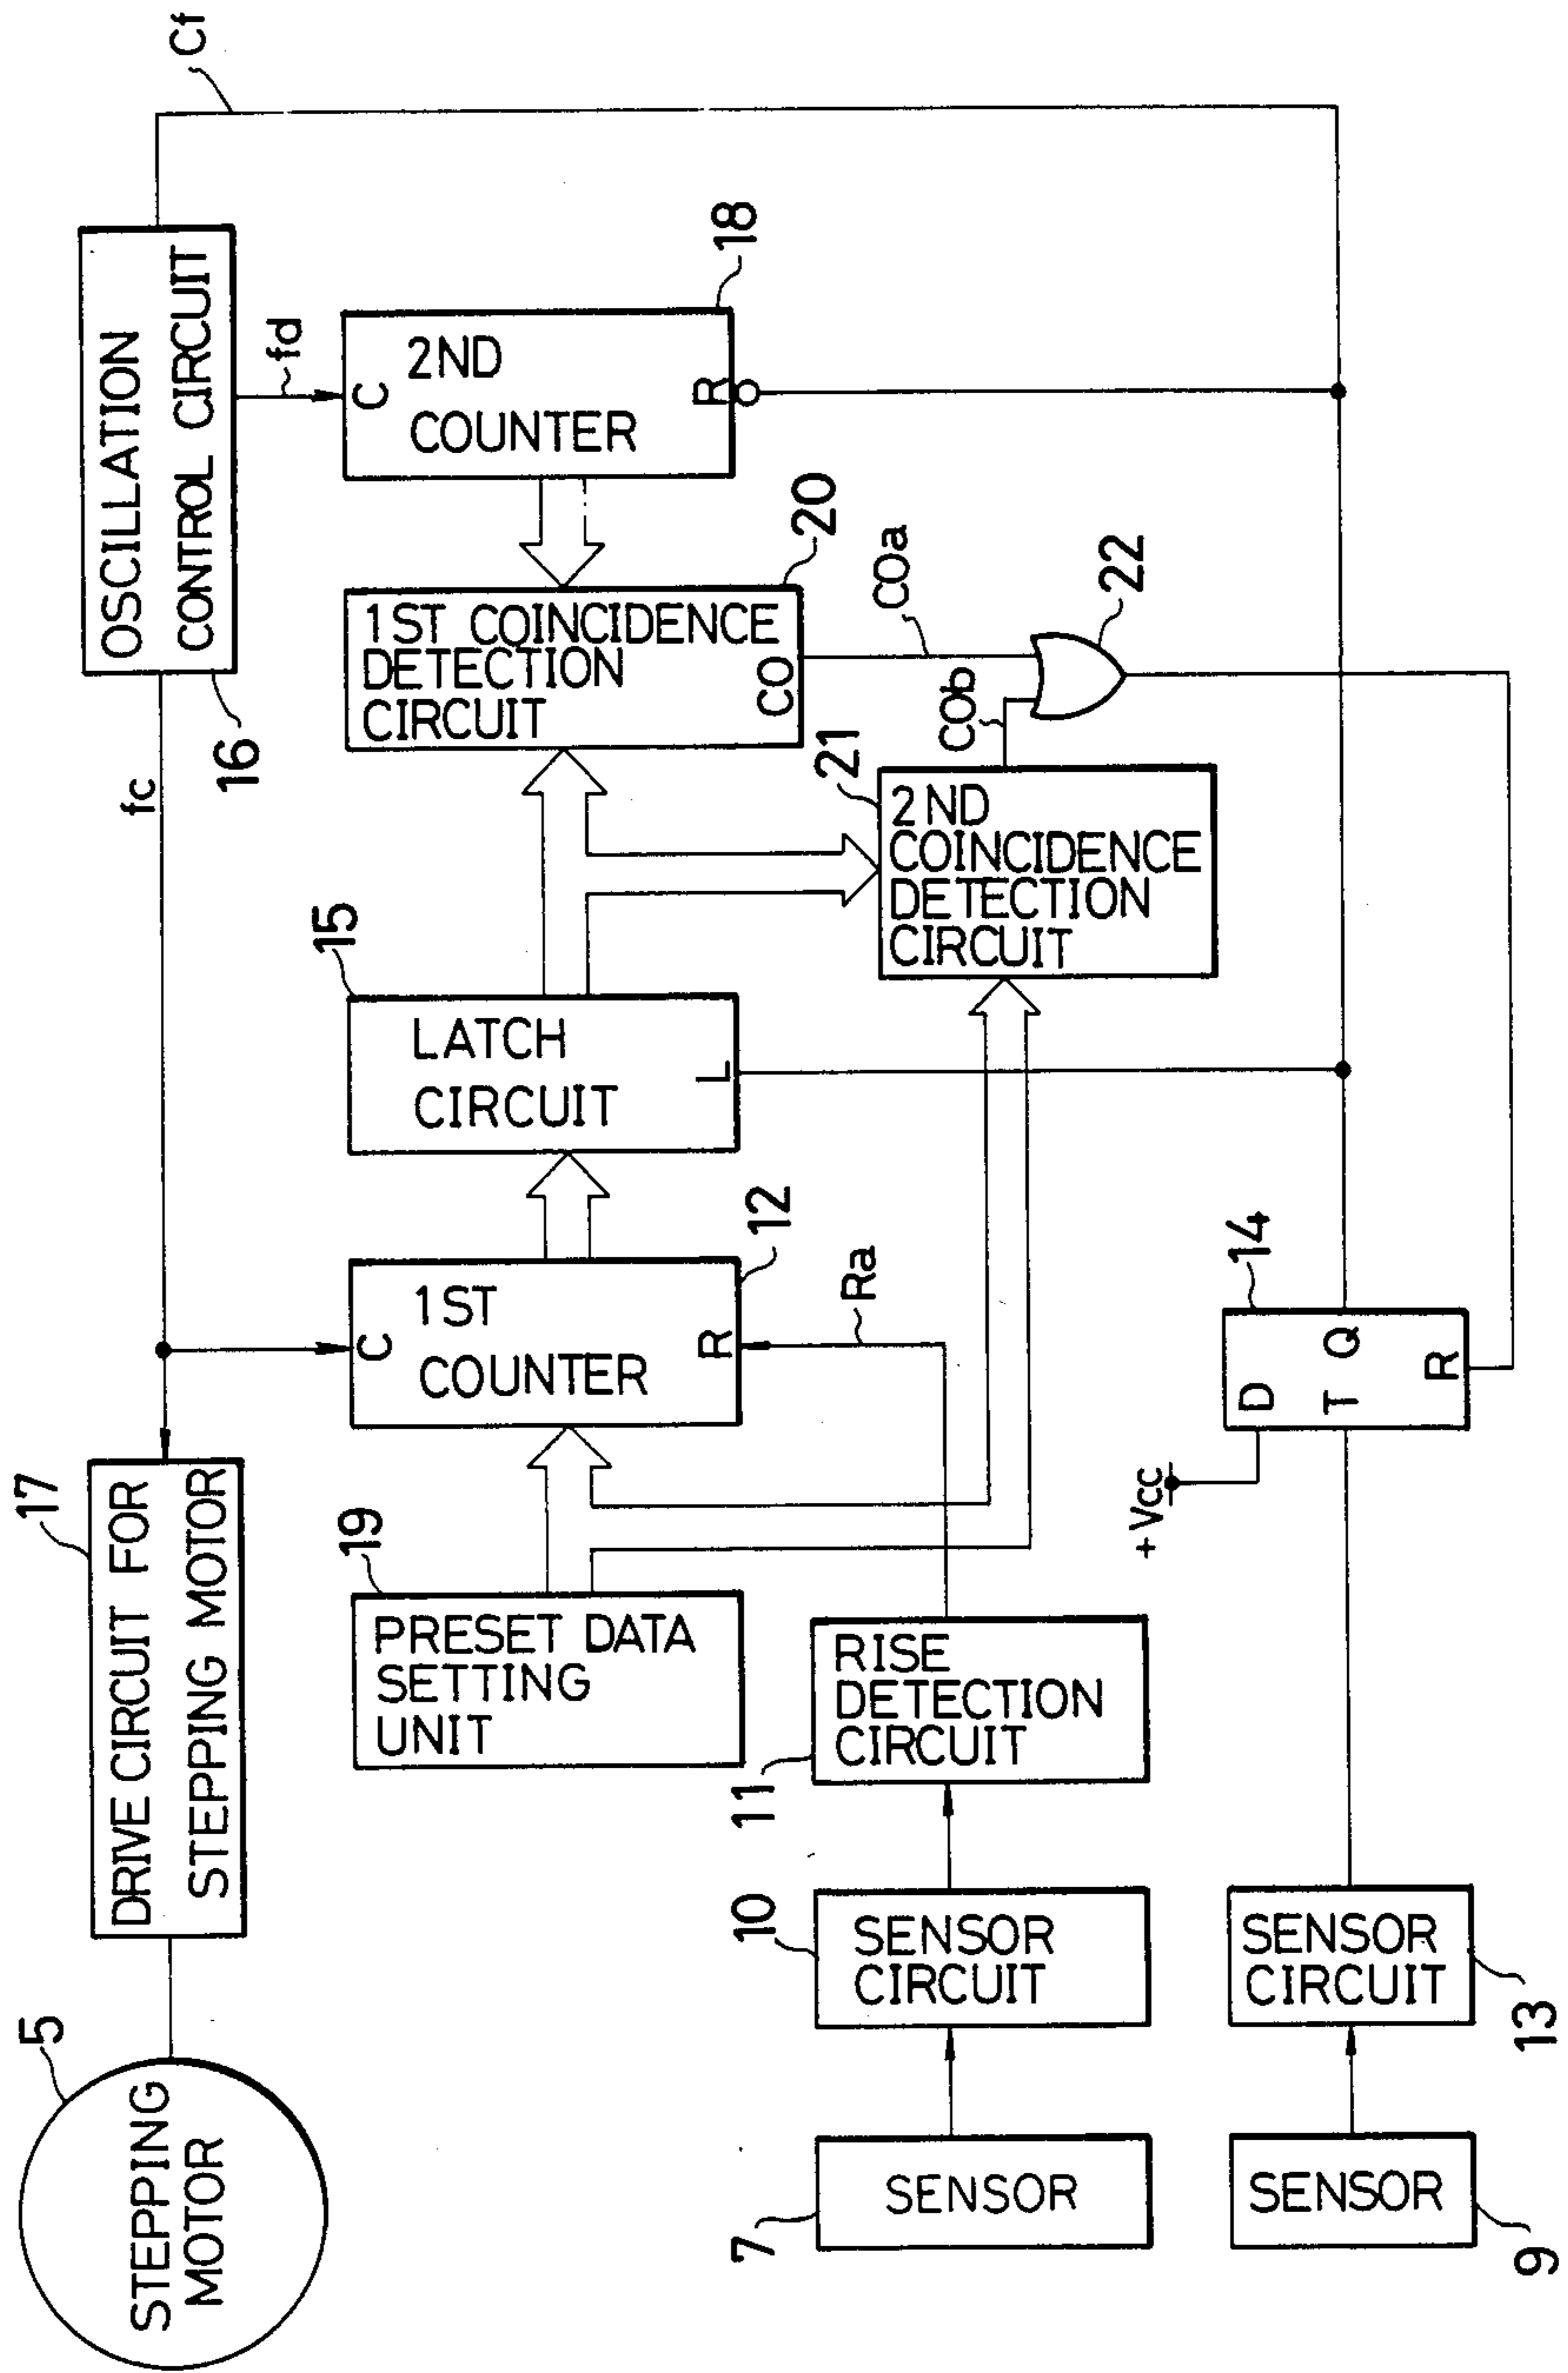 5
STEPPING
MOTOR
17
DRIVE CIRCUIT FOR
STEPPING MOTOR
fc
16
OSCILLATION
CONTROL CIRCUIT
Cf
fd
19
PRESET DATA
SETTING
UNIT
C
1ST
COUNTER
R
12
15
LATCH
CIRCUIT
L
1ST COINCIDENCE
DETECTION
CIRCUIT
CO
20
C
2ND
COUNTER
R
18
Ra
21
2ND
COINCIDENCE
DETECTION
CIRCUIT
COa
COb
22
7
SENSOR
10
SENSOR
CIRCUIT
11
RISE
DETECTION
CIRCUIT
+Vcc
14
D
T Q
R
9
SENSOR
13
SENSOR
CIRCUIT